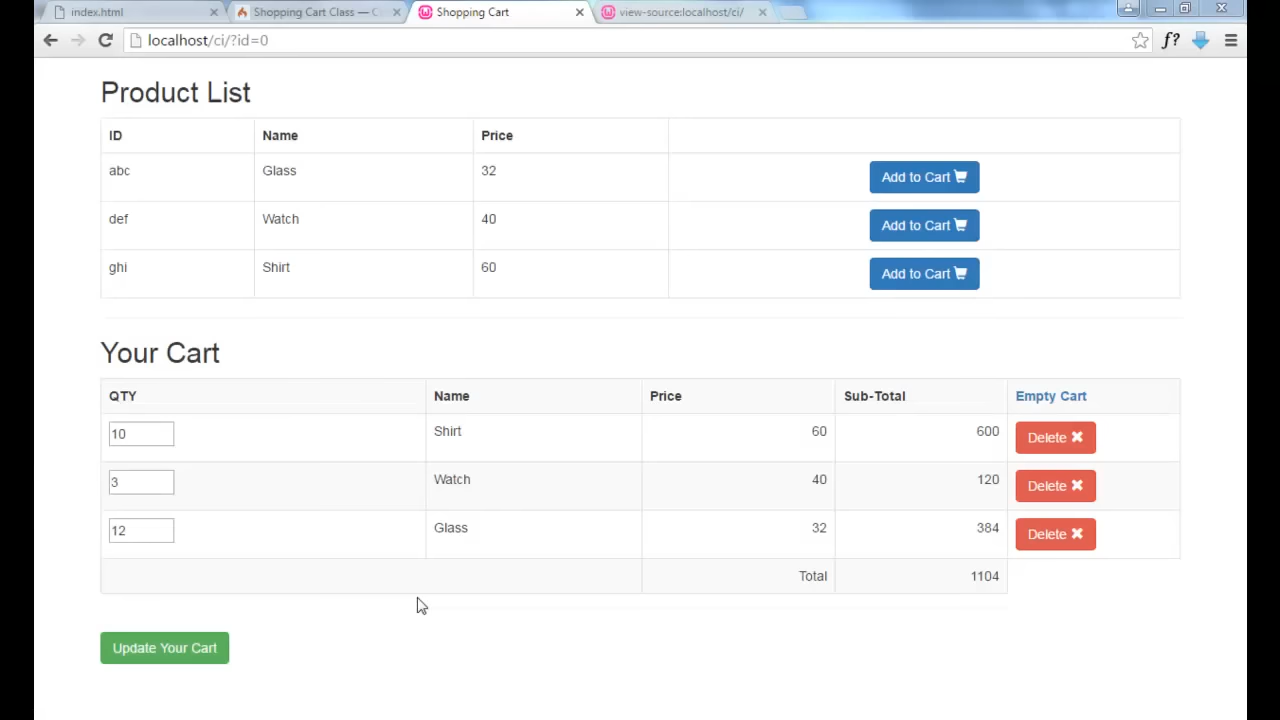 index.html
Shopping Cart Class — C
Shopping Cart
view-source:localhost/ci/
localhost/ci/?id=0
f?
Product List
ID Name Price
abc Glass 32 Add to Cart
def Watch 40 Add to Cart
ghi Shirt 60 Add to Cart
Your Cart
QTY Name Price Sub-Total Empty Cart
10 Shirt 60 600 Delete
3 Watch 40 120 Delete
12 Glass 32 384 Delete
Total 1104
Update Your Cart